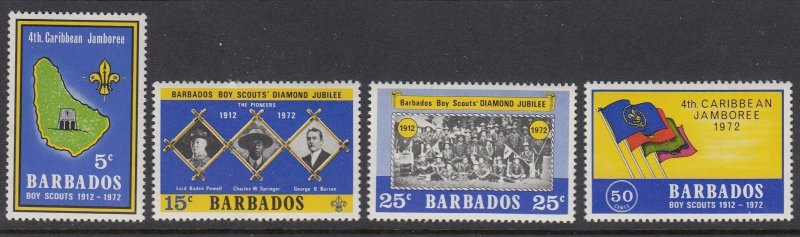 4th. Caribbean Jamboree
5c
BARBADOS
BOY SCOUTS 1912 ~ 1972
BARBADOS BOY SCOUTS' DIAMOND JUBILEE
THE PIONEERS
1912 1972
Lord Baden Powell Charles W. Springer George B. Burton
15c BARBADOS
Barbados Boy Scouts' DIAMOND JUBILEE
1912 1972
25c 25c
BARBADOS
4th. CARIBBEAN
JAMBOREE
1972
50
CENTS
BARBADOS
BOY SCOUTS 1912 ~ 1972